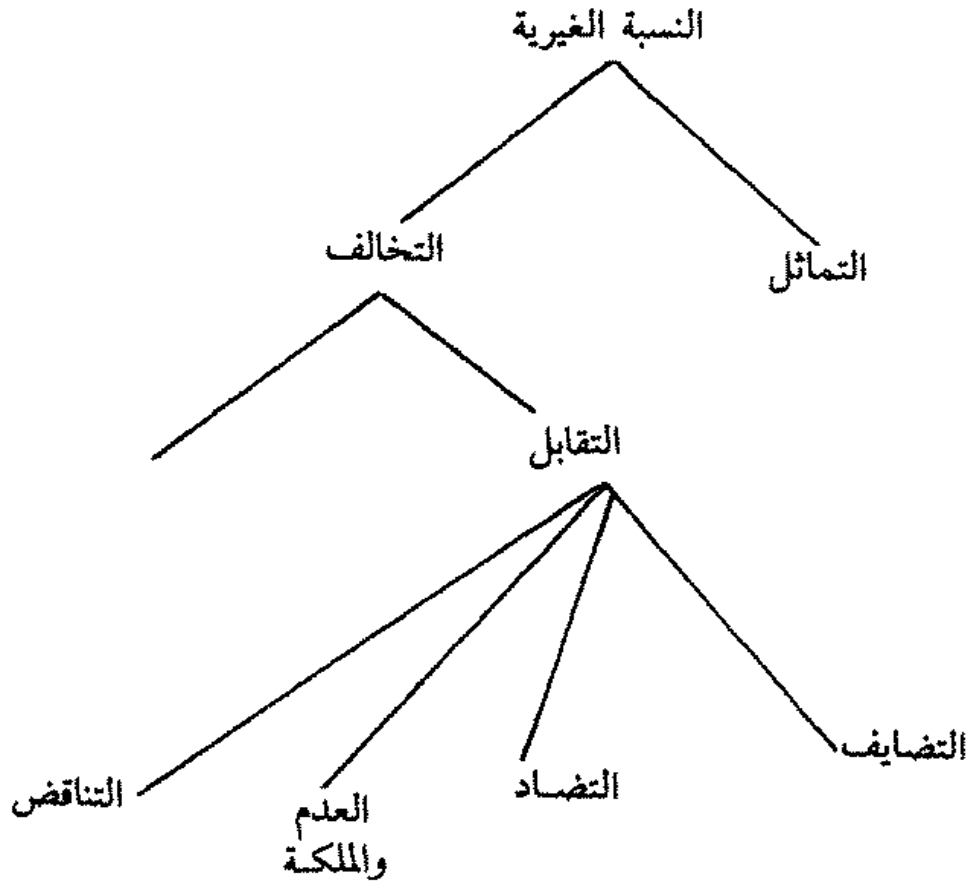 النسبة الغيرية
التماثل
التخالف
التقابل
التضايف
التضاد
العدم
والملكة
التناقض